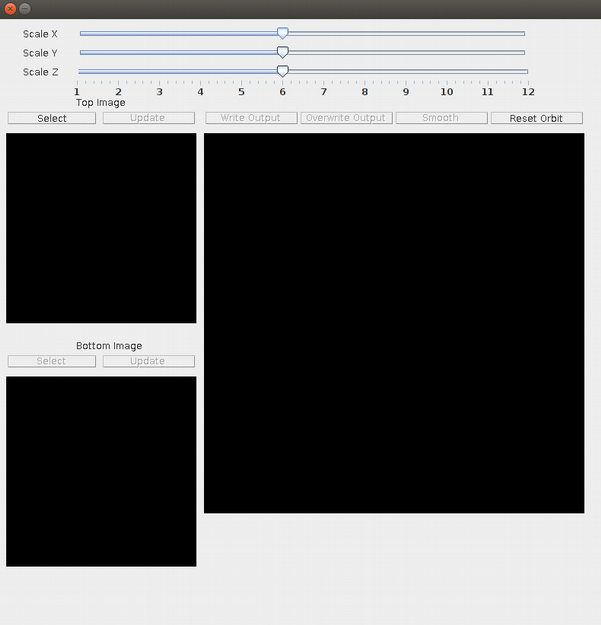 Scale X
Scale Y
Scale Z
1 2 3 4 5 6 7 8 9 10 11 12
Top Image
Select Update Write Output Overwrite Output Smooth Reset Orbit
Bottom Image
Select Update